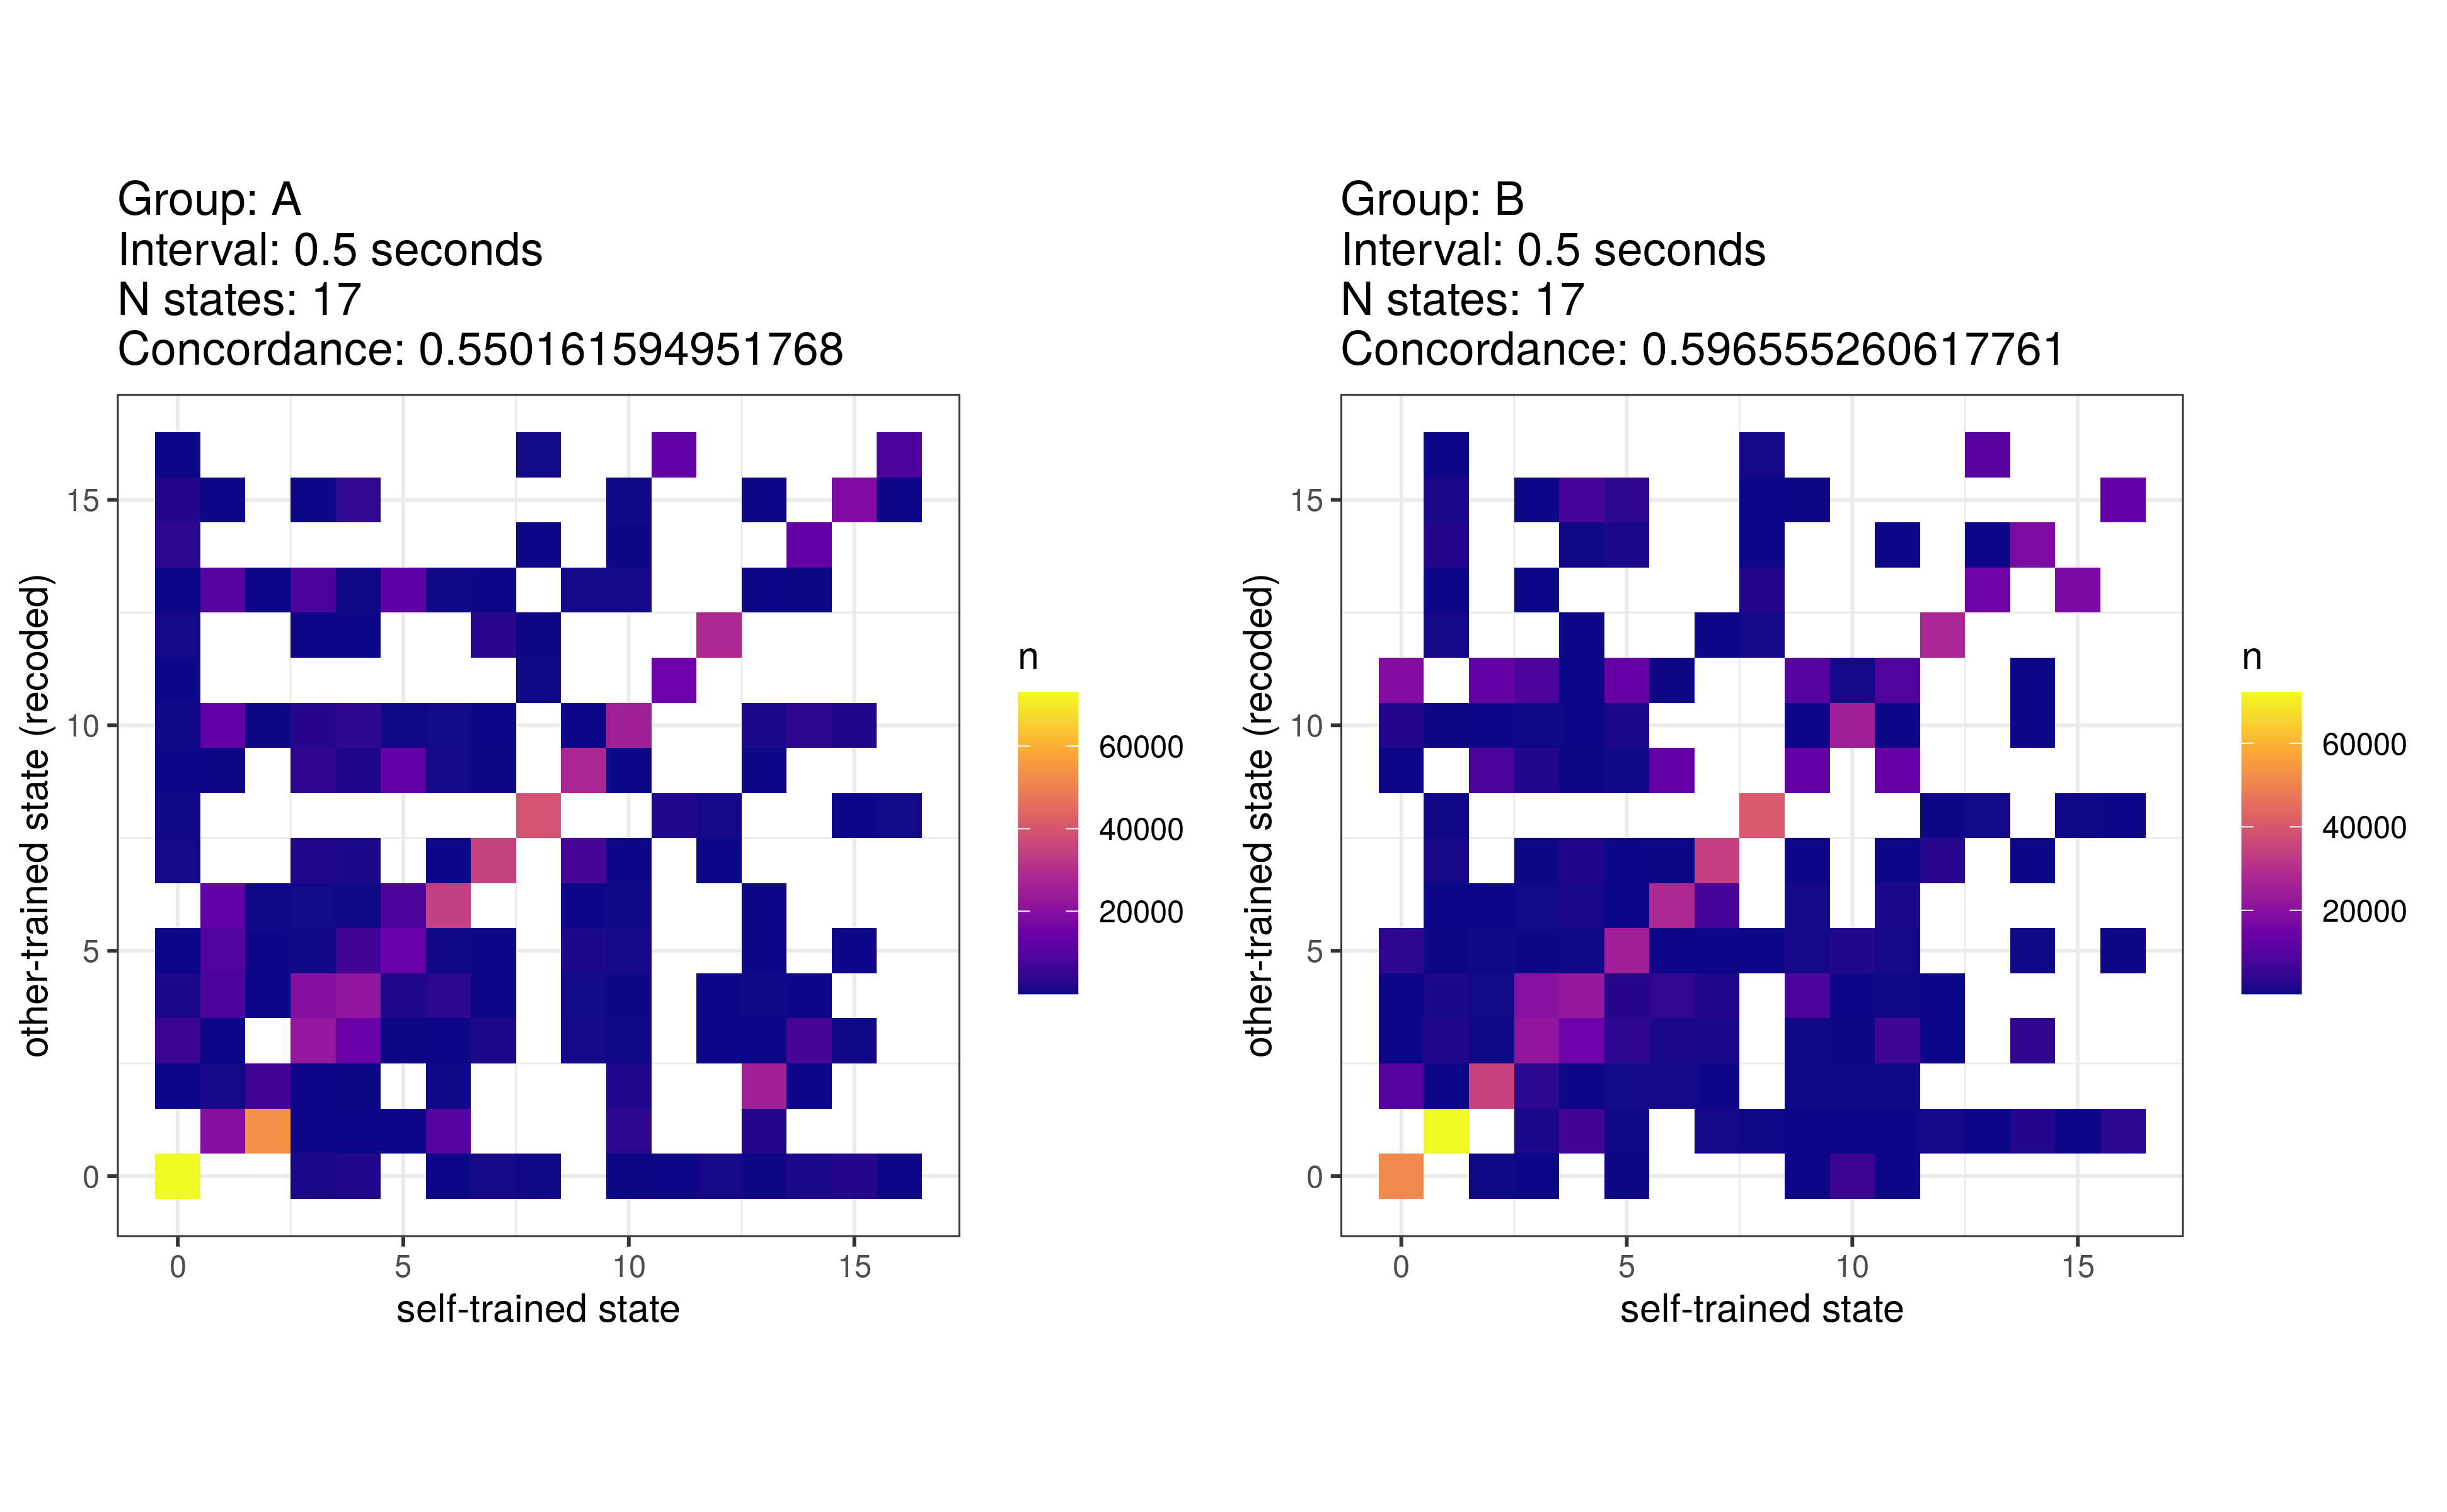 Group: A
Interval: 0.5 seconds
N states: 17
Concordance: 0.550161594951768
other-trained state (recoded)
15
10
5
0
0 5 10 15
self-trained state
n
60000
40000
20000
Group: B
Interval: 0.5 seconds
N states: 17
Concordance: 0.596555260617761
other-trained state (recoded)
15
10
5
0
0 5 10 15
self-trained state
n
60000
40000
20000